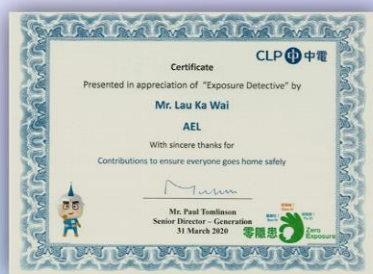 CLP 中電
Certificate
Presented in appreciation of "Exposure Detective" by
Mr. Lau Ka Wai
AEL
With sincere thanks for
Contributions to ensure everyone goes home safely
Mr. Paul Tomlinson
Senior Director – Generation
31 March 2020
零隱患
Zero
Exposure